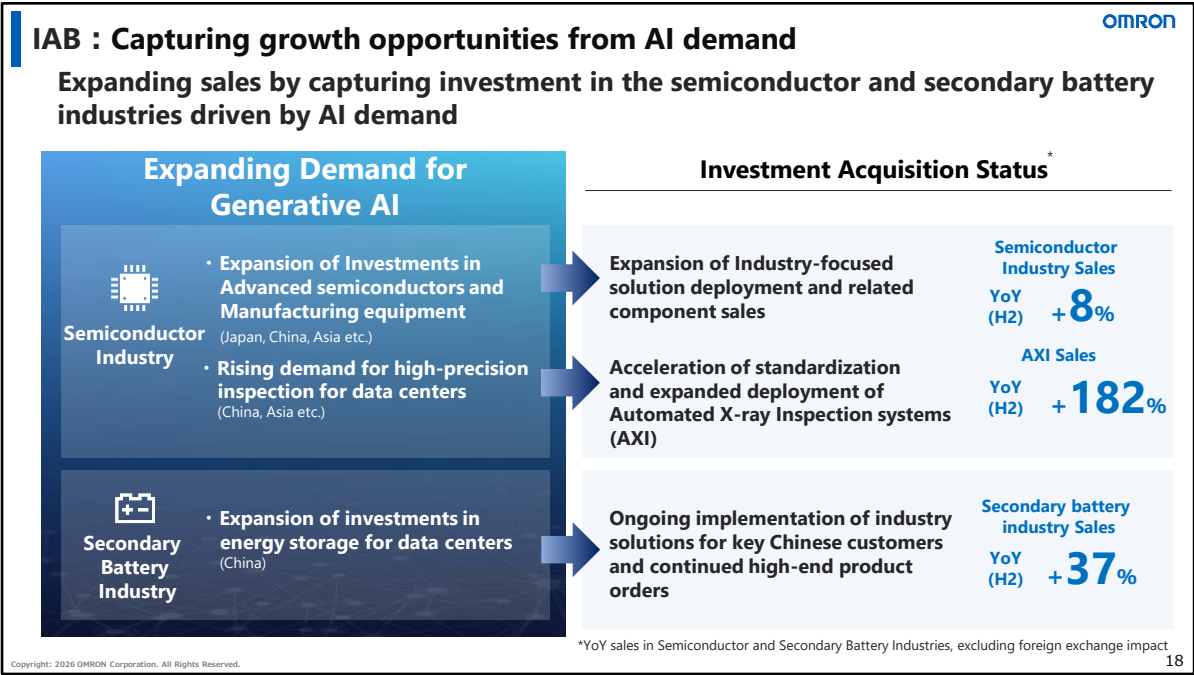 OMRON
IAB：Capturing growth opportunities from AI demand
Expanding sales by capturing investment in the semiconductor and secondary battery
industries driven by AI demand
Expanding Demand for
Generative AI
Semiconductor
Industry
・Expansion of Investments in
Advanced semiconductors and
Manufacturing equipment
(Japan, China, Asia etc.)
・Rising demand for high-precision
inspection for data centers
(China, Asia etc.)
Secondary
Battery
Industry
・Expansion of investments in
energy storage for data centers
(China)
Investment Acquisition Status*
Expansion of Industry-focused
solution deployment and related
component sales
Semiconductor
Industry Sales
YoY
(H2)
+8%
Acceleration of standardization
and expanded deployment of
Automated X-ray Inspection systems
(AXI)
AXI Sales
YoY
(H2)
+182%
Ongoing implementation of industry
solutions for key Chinese customers
and continued high-end product
orders
Secondary battery
industry Sales
YoY
(H2)
+37%
*YoY sales in Semiconductor and Secondary Battery Industries, excluding foreign exchange impact
Copyright: 2026 OMRON Corporation. All Rights Reserved.
18